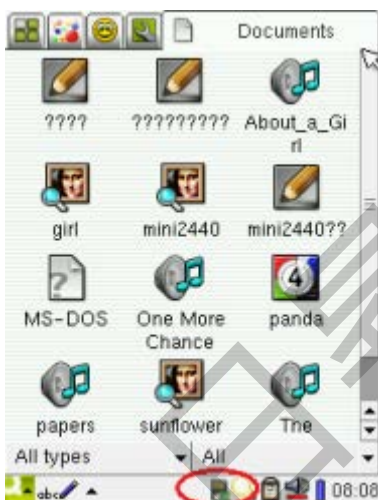 Documents
???? ????????? About_a_Gi
rl
girl mini2440 mini2440??
MS-DOS One More panda
Chance
papers sunflower The
All types All
abc 08:08